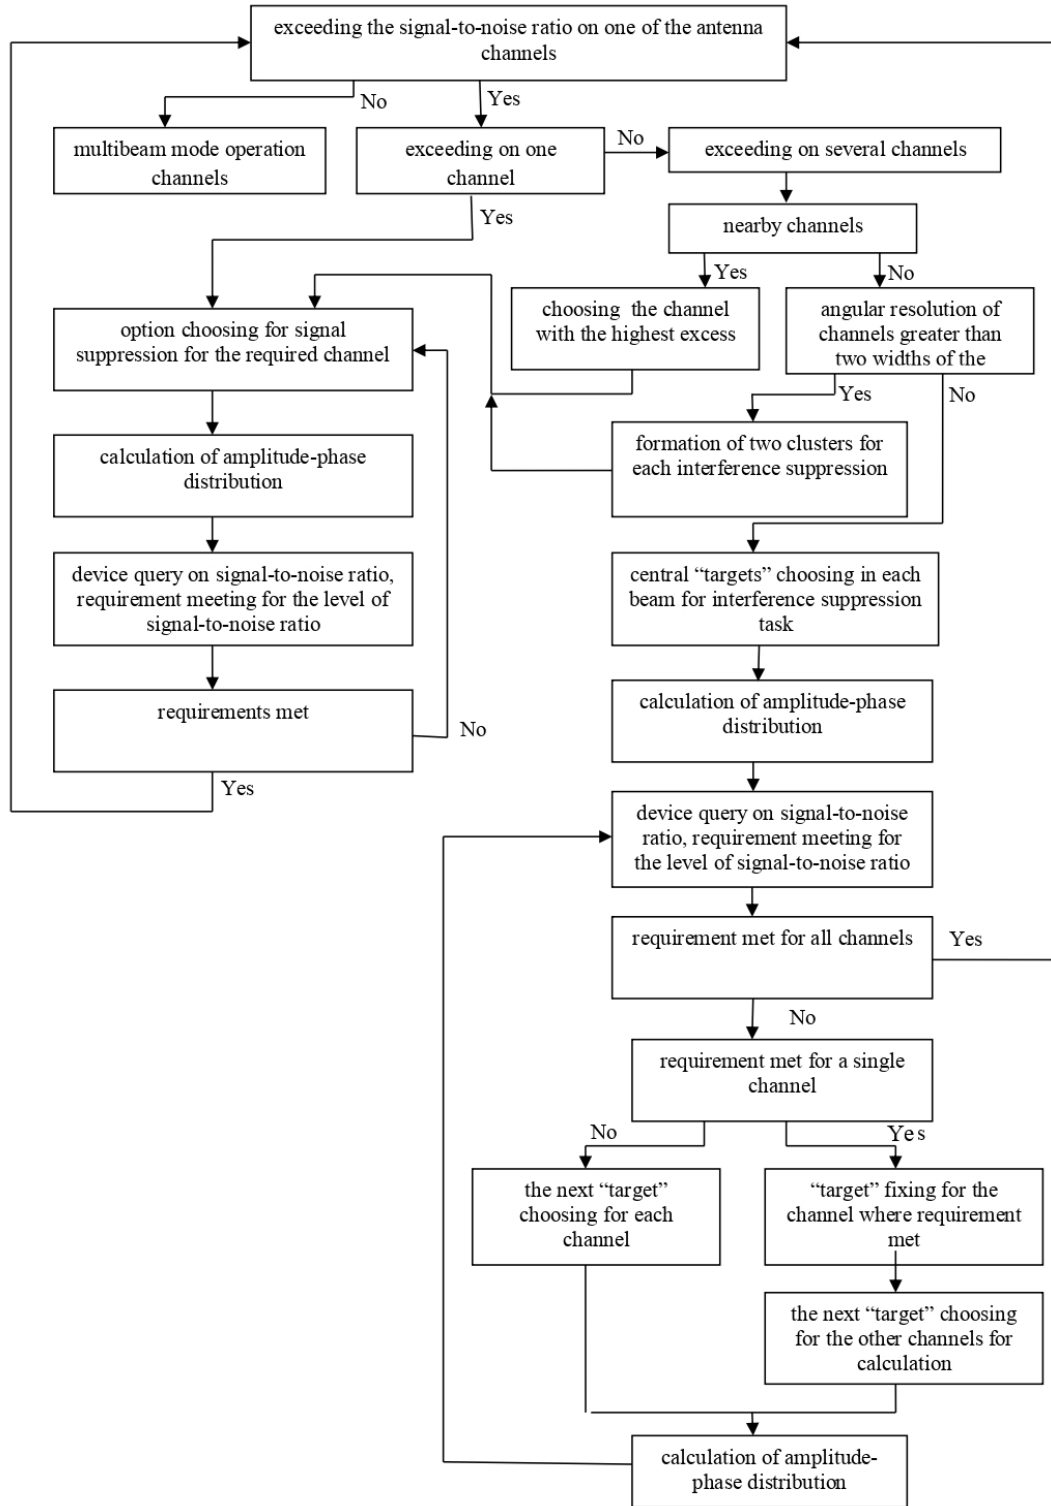 exceeding the signal-to-noise ratio on one of the antenna
channels
No
Yes
multibeam mode operation
channels
exceeding on one
channel
No
exceeding on several channels
Yes
nearby channels
Yes
No
option choosing for signal
suppression for the required channel
choosing the channel
with the highest excess
angular resolution of
channels greater than
two widths of the
Yes
No
calculation of amplitude-phase
distribution
formation of two clusters for
each interference suppression
device query on signal-to-noise ratio,
requirement meeting for the level of
signal-to-noise ratio
central “targets” choosing in each
beam for interference suppression
task
requirements met
No
Yes
calculation of amplitude-phase
distribution
device query on signal-to-noise
ratio, requirement meeting for
the level of signal-to-noise ratio
requirement met for all channels
Yes
No
requirement met for a single
channel
No
Yes
the next “target”
choosing for each
channel
“target” fixing for the
channel where requirement
met
the next “target” choosing
for the other channels for
calculation
calculation of amplitude-
phase distribution